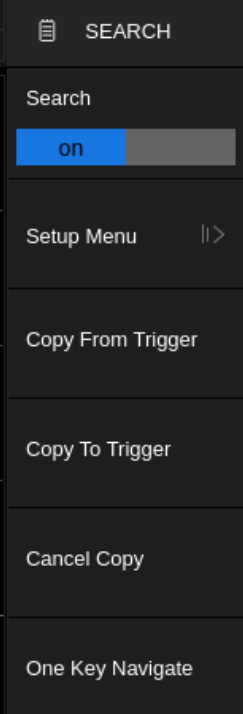 SEARCH
Search
on
Setup Menu
Copy From Trigger
Copy To Trigger
Cancel Copy
One Key Navigate